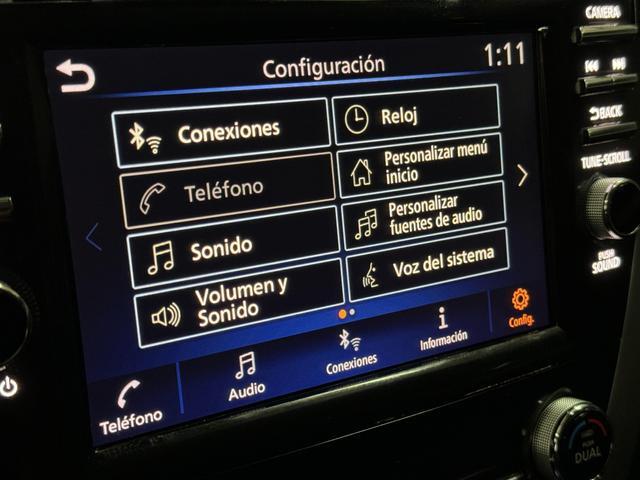 Configuración
1:11
Conexiones
Reloj
Teléfono
Personalizar menú
inicio
Sonido
Personalizar
fuentes de audio
Volumen y
Sonido
Voz del sistema
Teléfono
Audio
Conexiones
Información
Config.
CAMERA
BACK
TUNE·SCROLL
PUSH
SOUND
PUSH
DUAL